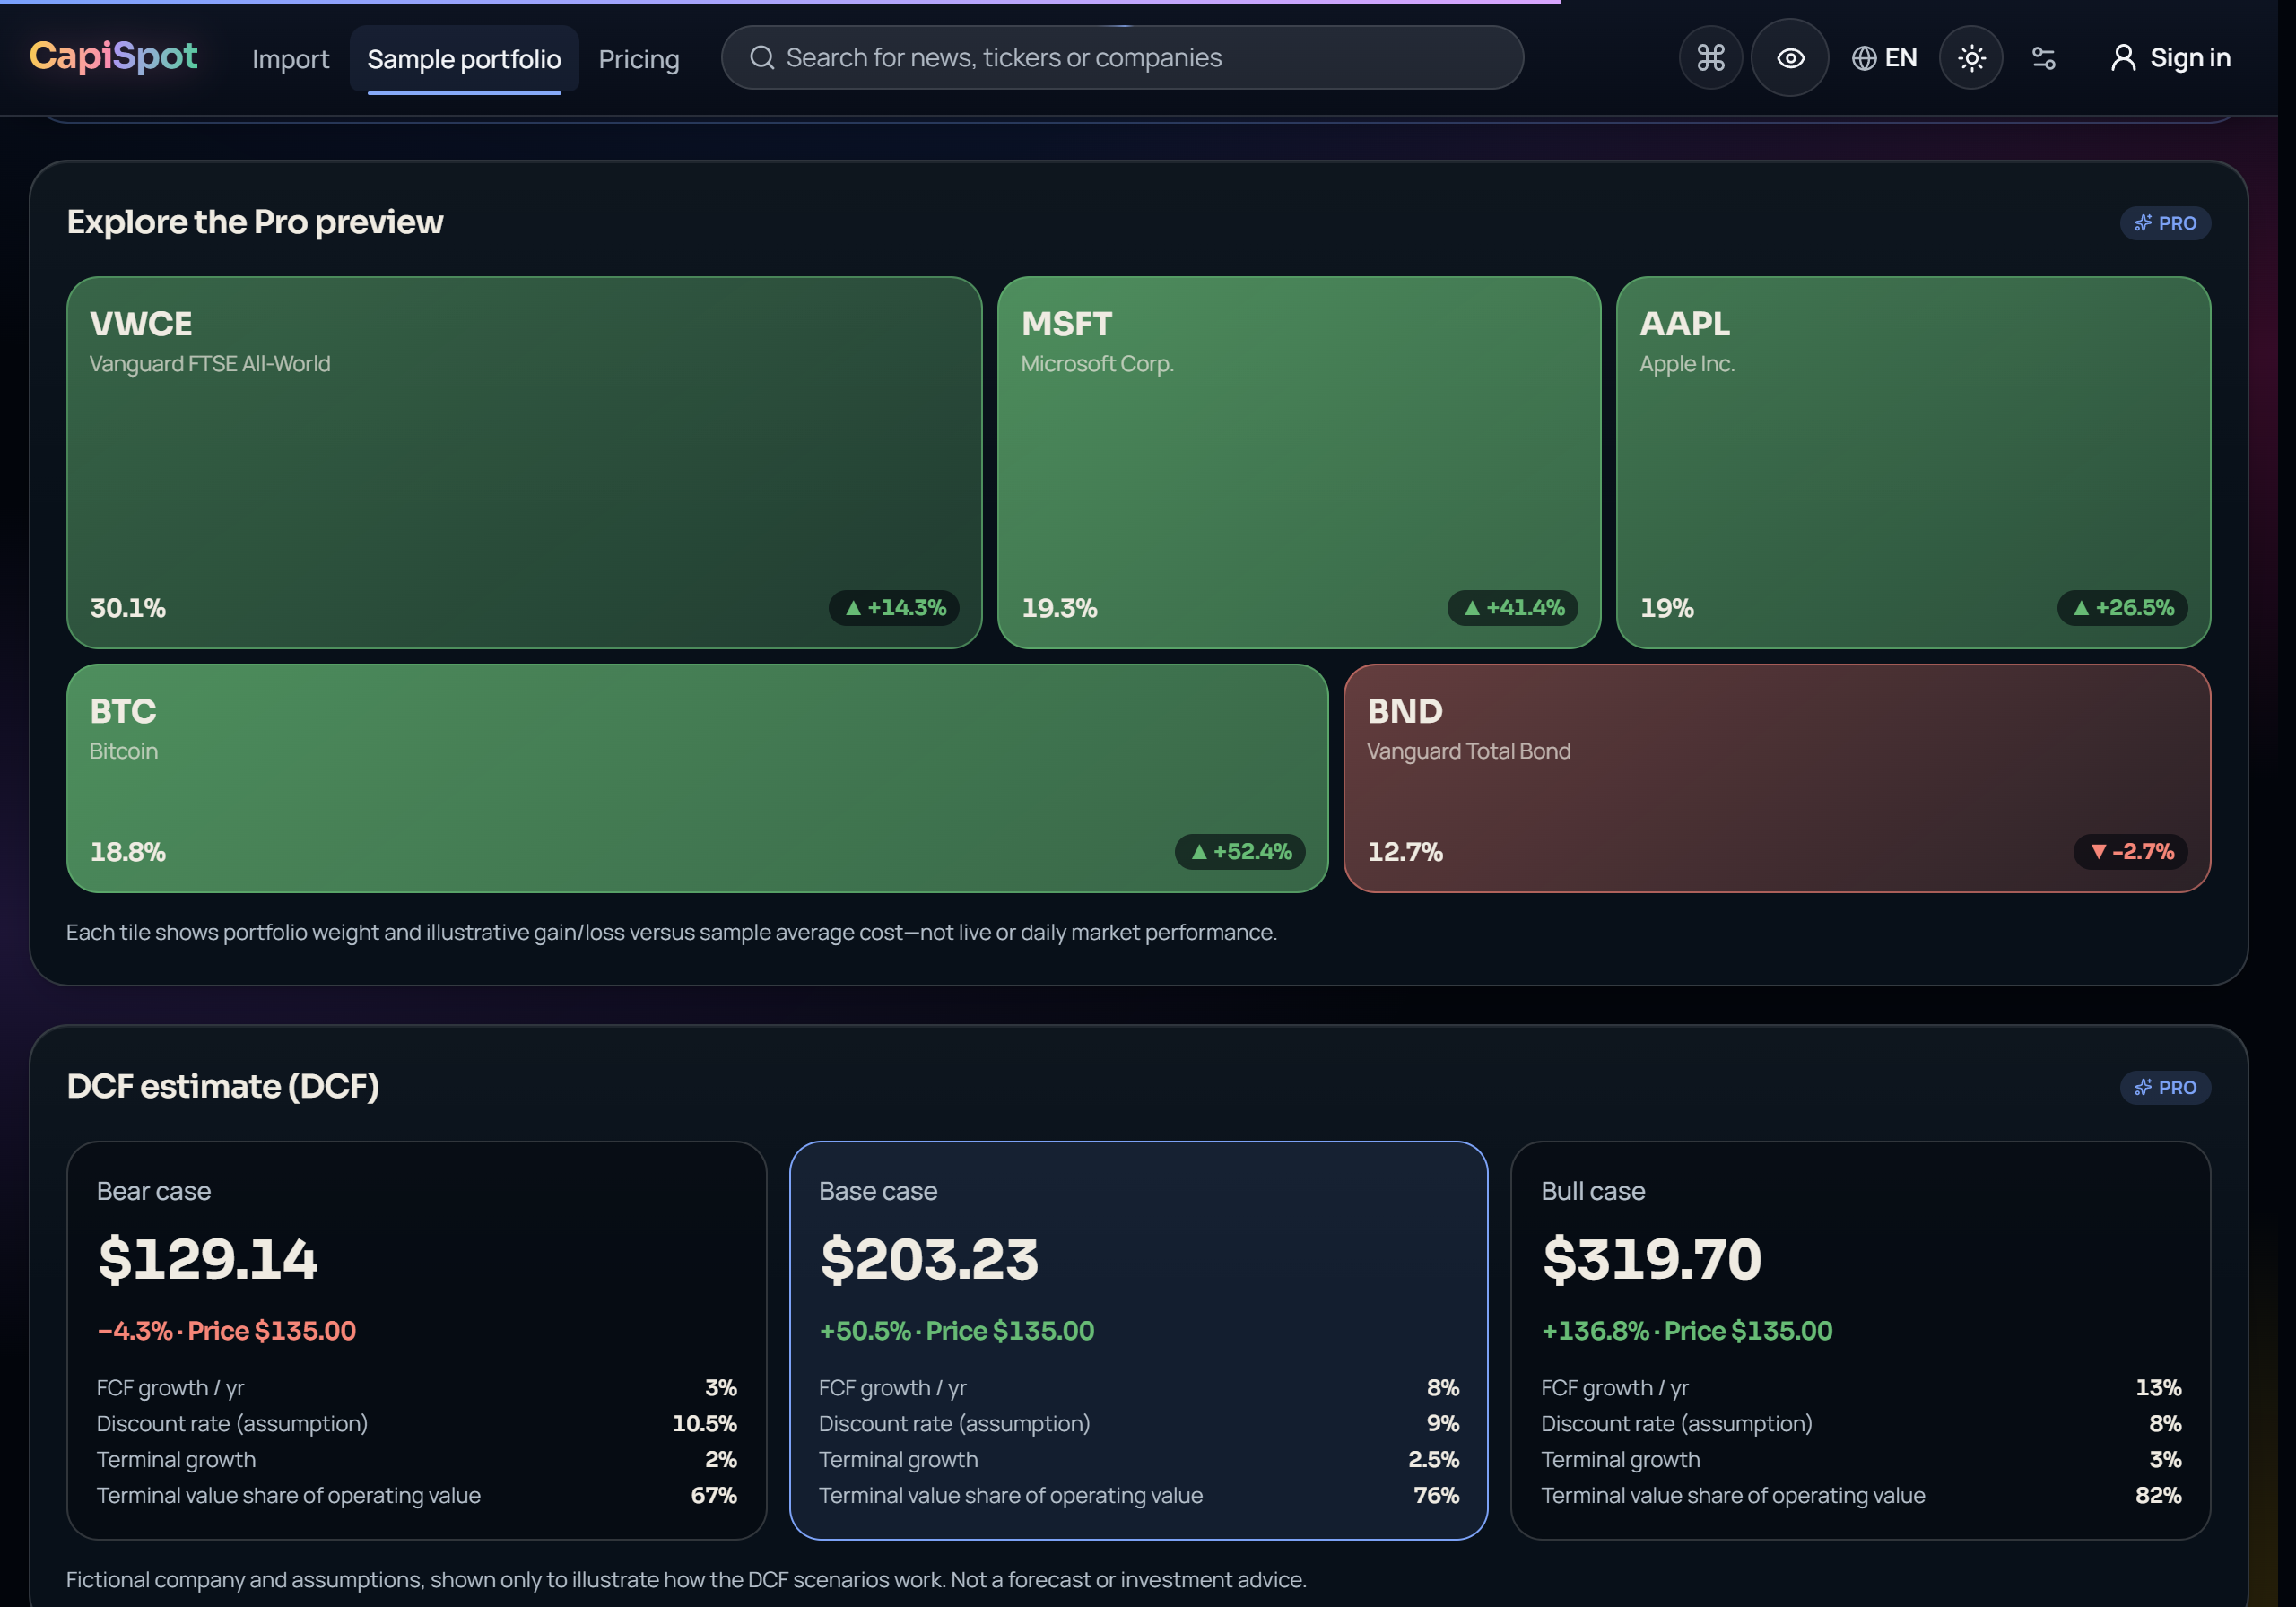 CapiSpot Import Sample portfolio Pricing Search for news, tickers or companies EN Sign in
Explore the Pro preview PRO
VWCE MSFT AAPL
Vanguard FTSE All-World Microsoft Corp. Apple Inc.
30.1% ▲ +14.3% 19.3% ▲ +41.4% 19% ▲ +26.5%
BTC BND
Bitcoin Vanguard Total Bond
18.8% ▲ +52.4% 12.7% ▼ -2.7%
Each tile shows portfolio weight and illustrative gain/loss versus sample average cost—not live or daily market performance.
DCF estimate (DCF) PRO
Bear case
$129.14
−4.3% · Price $135.00
FCF growth / yr 3%
Discount rate (assumption) 10.5%
Terminal growth 2%
Terminal value share of operating value 67%
Base case
$203.23
+50.5% · Price $135.00
FCF growth / yr 8%
Discount rate (assumption) 9%
Terminal growth 2.5%
Terminal value share of operating value 76%
Bull case
$319.70
+136.8% · Price $135.00
FCF growth / yr 13%
Discount rate (assumption) 8%
Terminal growth 3%
Terminal value share of operating value 82%
Fictional company and assumptions, shown only to illustrate how the DCF scenarios work. Not a forecast or investment advice.